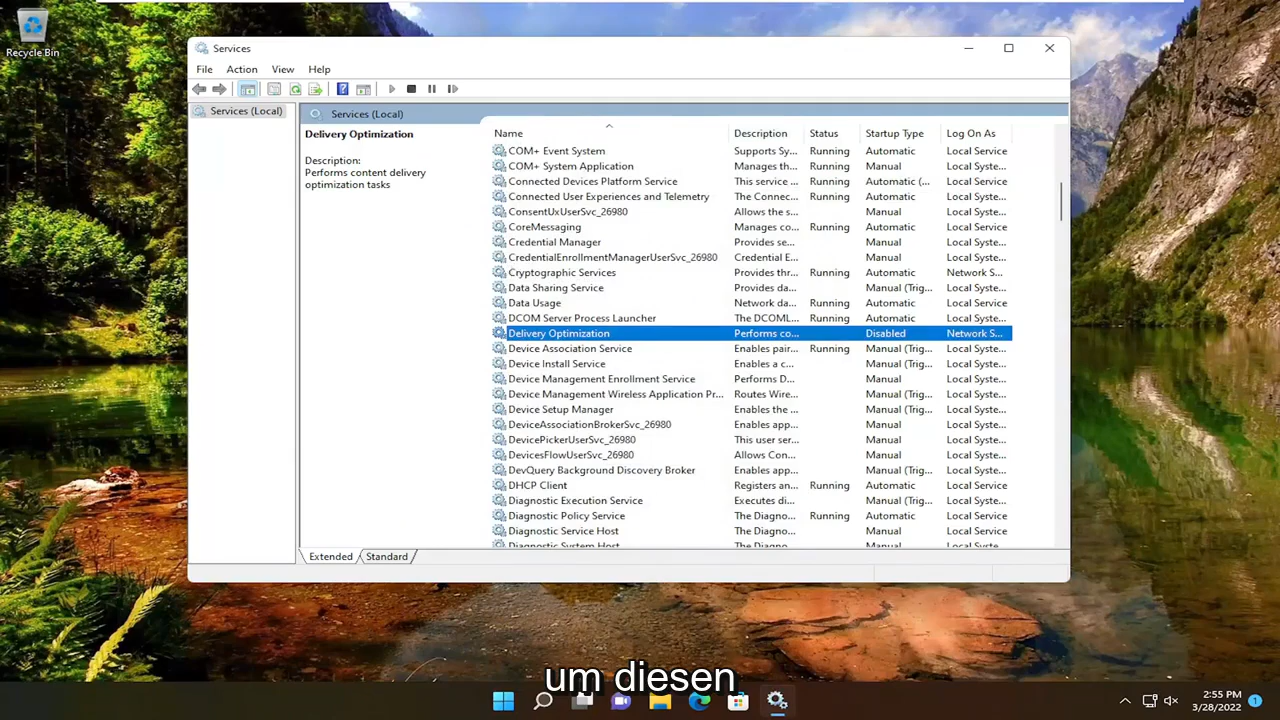 Recycle Bin
Services
File Action View Help
Services (Local)
Services (Local)
Delivery Optimization
Description:
Performs content delivery
optimization tasks
Name Description Status Startup Type Log On As
COM+ Event System Supports Sy... Running Automatic Local Service
COM+ System Application Manages th... Running Manual Local Syste...
Connected Devices Platform Service This service ... Running Automatic (... Local Service
Connected User Experiences and Telemetry The Connec... Running Automatic Local Syste...
ConsentUxUserSvc_26980 Allows the s... Manual Local Syste...
CoreMessaging Manages co... Running Automatic Local Service
Credential Manager Provides se... Manual Local Syste...
CredentialEnrollmentManagerUserSvc_26980 Credential E... Manual Local Syste...
Cryptographic Services Provides thr... Running Automatic Network S...
Data Sharing Service Provides da... Manual (Trig... Local Syste...
Data Usage Network da... Running Automatic Local Service
DCOM Server Process Launcher The DCOML... Running Automatic Local Syste...
Delivery Optimization Performs co... Disabled Network S...
Device Association Service Enables pair... Running Manual (Trig... Local Syste...
Device Install Service Enables a c... Manual (Trig... Local Syste...
Device Management Enrollment Service Performs D... Manual Local Syste...
Device Management Wireless Application Pr... Routes Wire... Manual (Trig... Local Syste...
Device Setup Manager Enables the ... Manual (Trig... Local Syste...
DeviceAssociationBrokerSvc_26980 Enables app... Manual Local Syste...
DevicePickerUserSvc_26980 This user ser... Manual Local Syste...
DevicesFlowUserSvc_26980 Allows Con... Manual Local Syste...
DevQuery Background Discovery Broker Enables app... Manual (Trig... Local Syste...
DHCP Client Registers an... Running Automatic Local Service
Diagnostic Execution Service Executes di... Manual (Trig... Local Syste...
Diagnostic Policy Service The Diagno... Running Automatic Local Service
Diagnostic Service Host The Diagno... Manual Local Service
Diagnostic System Host The Diagno... Manual Local Syste...
Extended Standard
um diesen
2:55 PM
3/28/2022
1